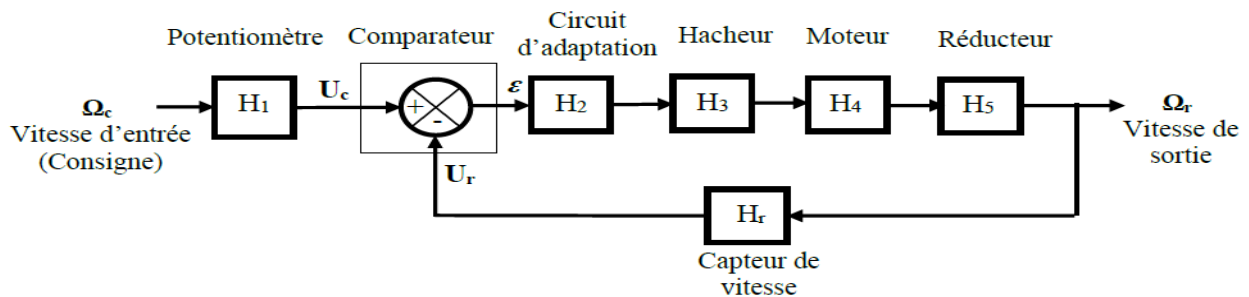 Potentiomètre
Comparateur
Circuit
d'adaptation
Hacheur
Moteur
Réducteur
Ωc
Vitesse d'entrée
(Consigne)
H1
Uc
+
-
ε
H2
H3
H4
H5
Ωr
Vitesse de
sortie
Ur
Hr
Capteur de
vitesse